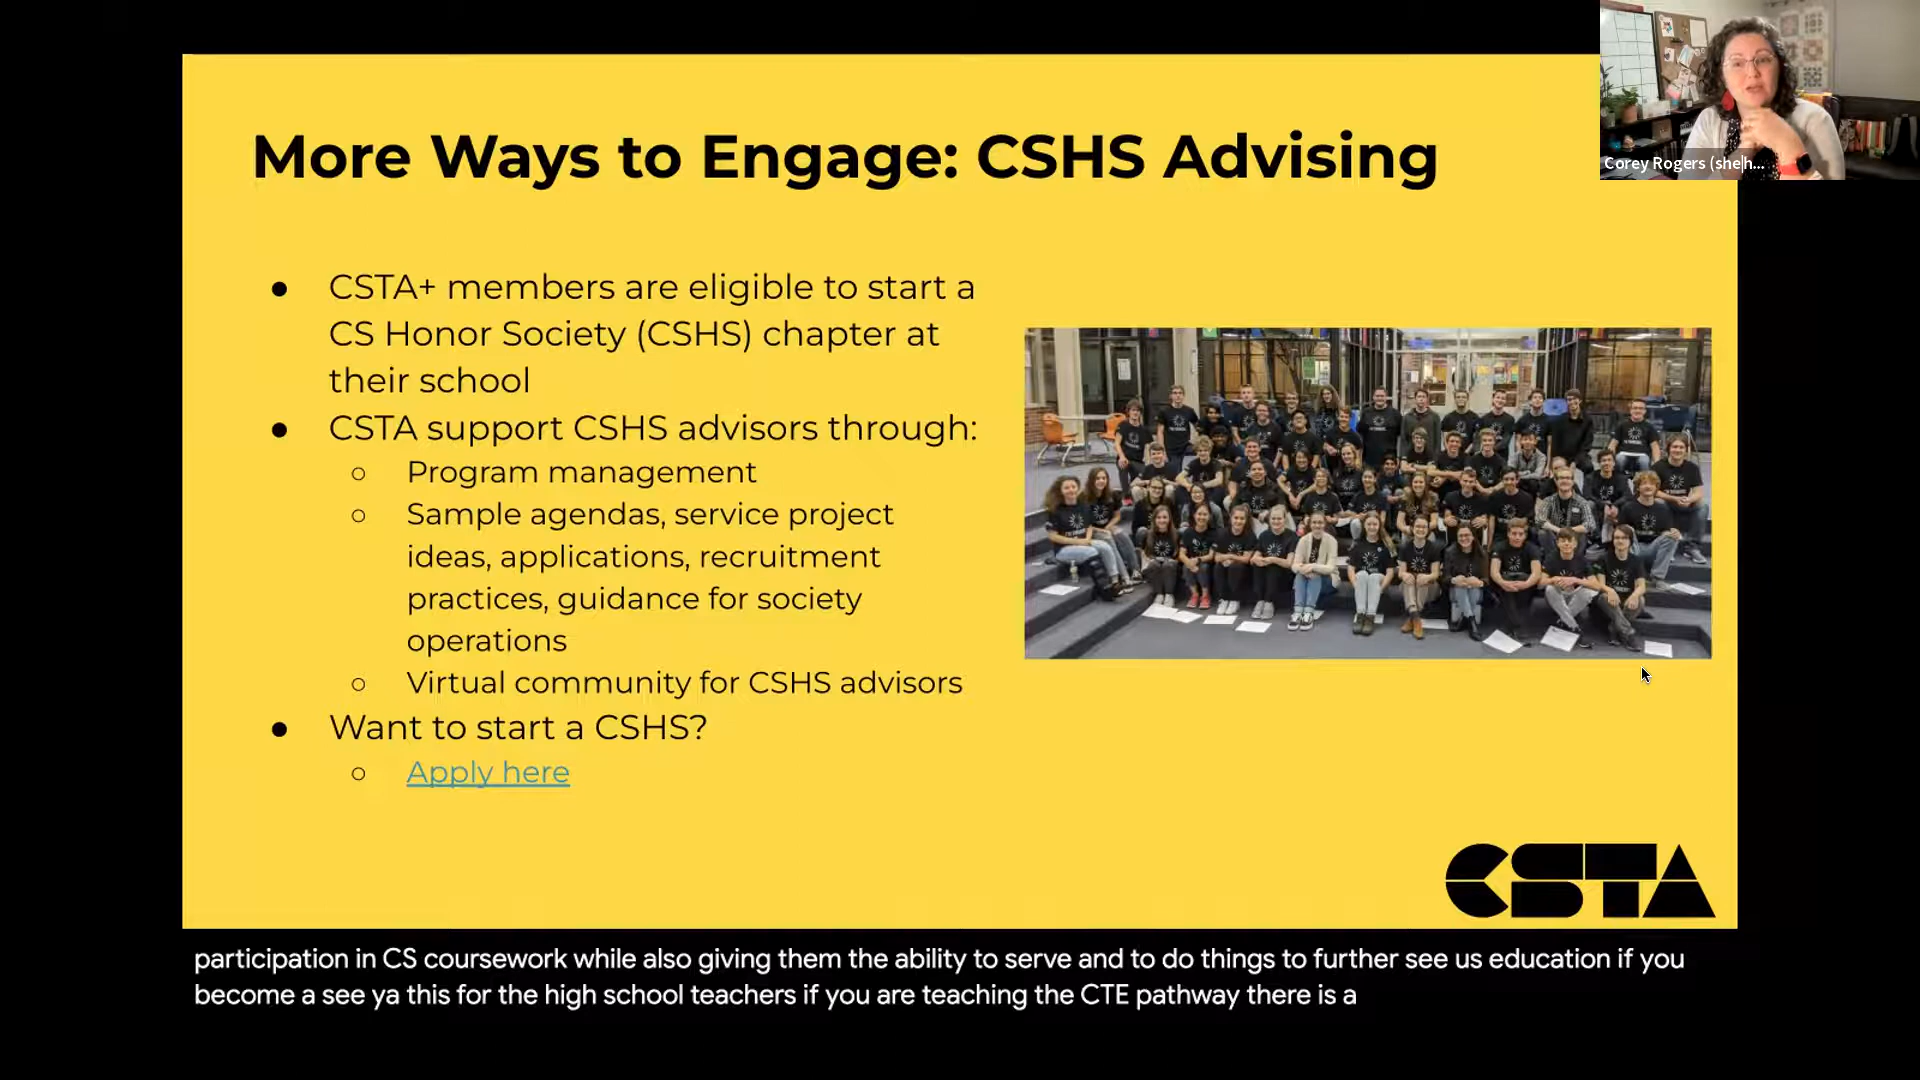 More Ways to Engage: CSHS Advising
Corey Rogers (she|h...
● CSTA+ members are eligible to start a
CS Honor Society (CSHS) chapter at
their school
● CSTA support CSHS advisors through:
○ Program management
○ Sample agendas, service project
ideas, applications, recruitment
practices, guidance for society
operations
○ Virtual community for CSHS advisors
● Want to start a CSHS?
○ Apply here
CSTA
participation in CS coursework while also giving them the ability to serve and to do things to further see us education if you
become a see ya this for the high school teachers if you are teaching the CTE pathway there is a